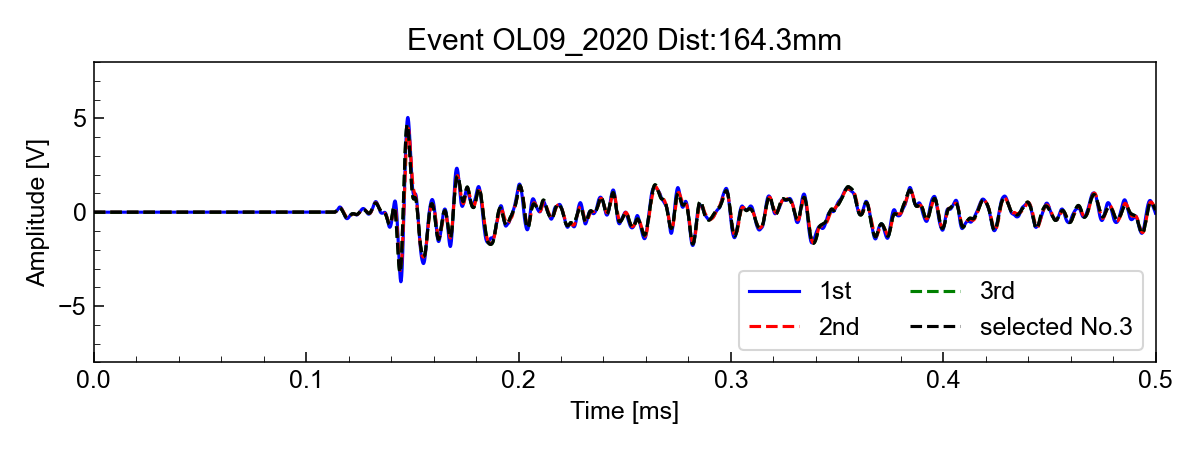 Event OL09_2020 Dist:164.3mm
Amplitude [V]
5
0
−5
1st
2nd
3rd
selected No.3
0.0 0.1 0.2 0.3 0.4 0.5
Time [ms]